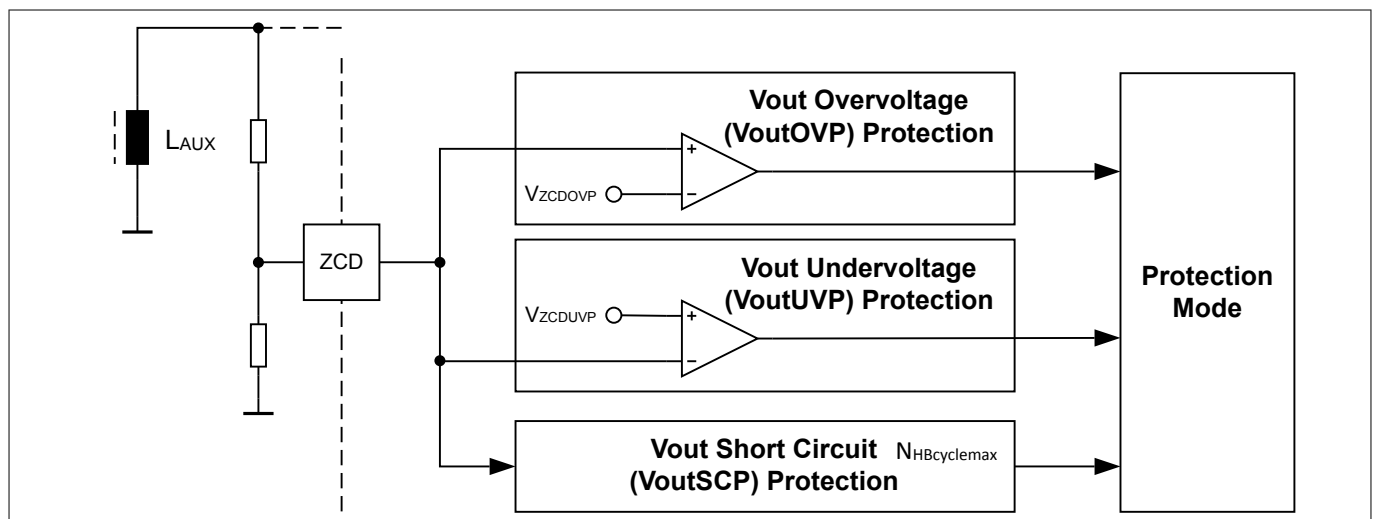 LAUX
ZCD
Vout Overvoltage
(VoutOVP) Protection
+
VZCDOVP
−
Vout Undervoltage
(VoutUVP) Protection
VZCDUVP
+
−
Vout Short Circuit NHBcyclemax
(VoutSCP) Protection
Protection
Mode